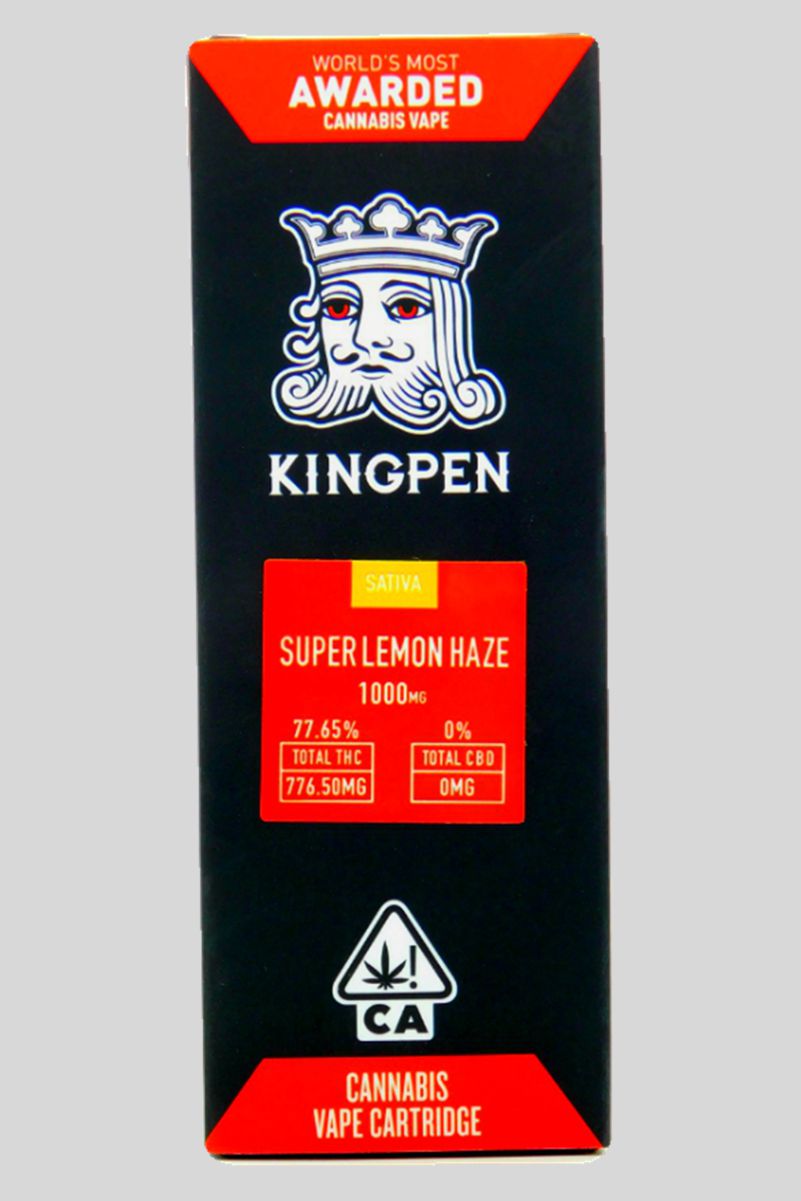 WORLD'S MOST
AWARDED
CANNABIS VAPE
KINGPEN
SATIVA
SUPER LEMON HAZE
1000MG
77.65% 0%
TOTAL THC TOTAL CBD
776.50MG 0MG
!
CA
CANNABIS
VAPE CARTRIDGE